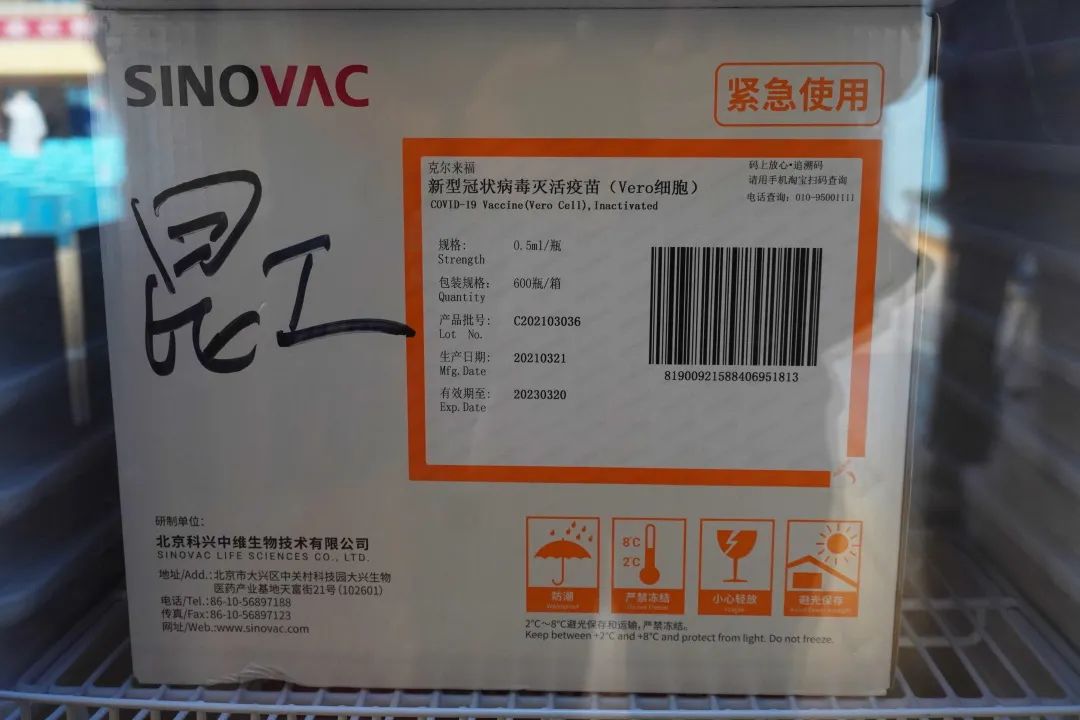 SINOVAC
紧急使用
昆工
克尔来福
新型冠状病毒灭活疫苗（Vero细胞）
COVID-19 Vaccine(Vero Cell),Inactivated
码上放心•追溯码
请用手机淘宝扫码查询
电话查询：010-95001111
规格: 0.5ml/瓶
Strength
包装规格: 600瓶/箱
Quantity
产品批号: C202103036
Lot No.
生产日期: 20210321
Mfg.Date
有效期至: 20230320
Exp.Date
81900921588406951813
研制单位:
北京科兴中维生物技术有限公司
SINOVAC LIFE SCIENCES CO., LTD.
地址/Add.:北京市大兴区中关村科技园大兴生物
医药产业基地天富街21号(102601)
电话/Tel.:86-10-56897188
传真/Fax:86-10-56897123
网址/Web.:www.sinovac.com
8℃
2℃
防潮
严禁冻结
小心轻放
避光保存
2℃～8℃避光保存和运输，严禁冻结。
Keep between +2℃ and +8℃ and protect from light. Do not freeze.